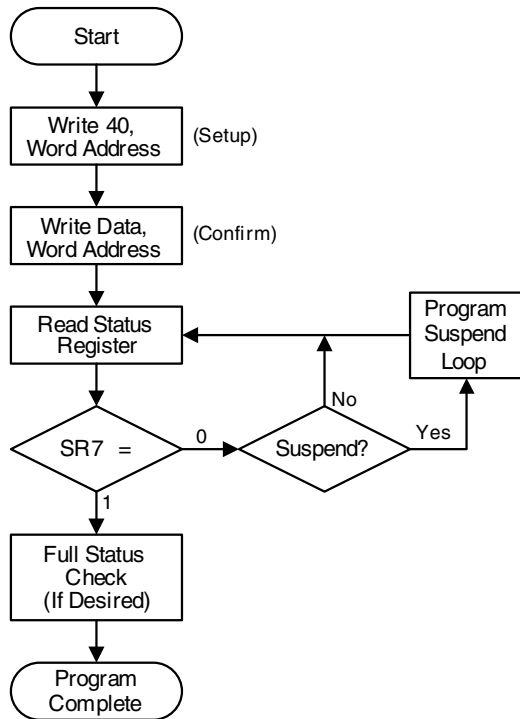 Start
Write 40,
Word Address
(Setup)
Write Data,
Word Address
(Confirm)
Read Status
Register
Program
Suspend
Loop
No
SR7 =
0
Suspend?
Yes
1
Full Status
Check
(If Desired)
Program
Complete